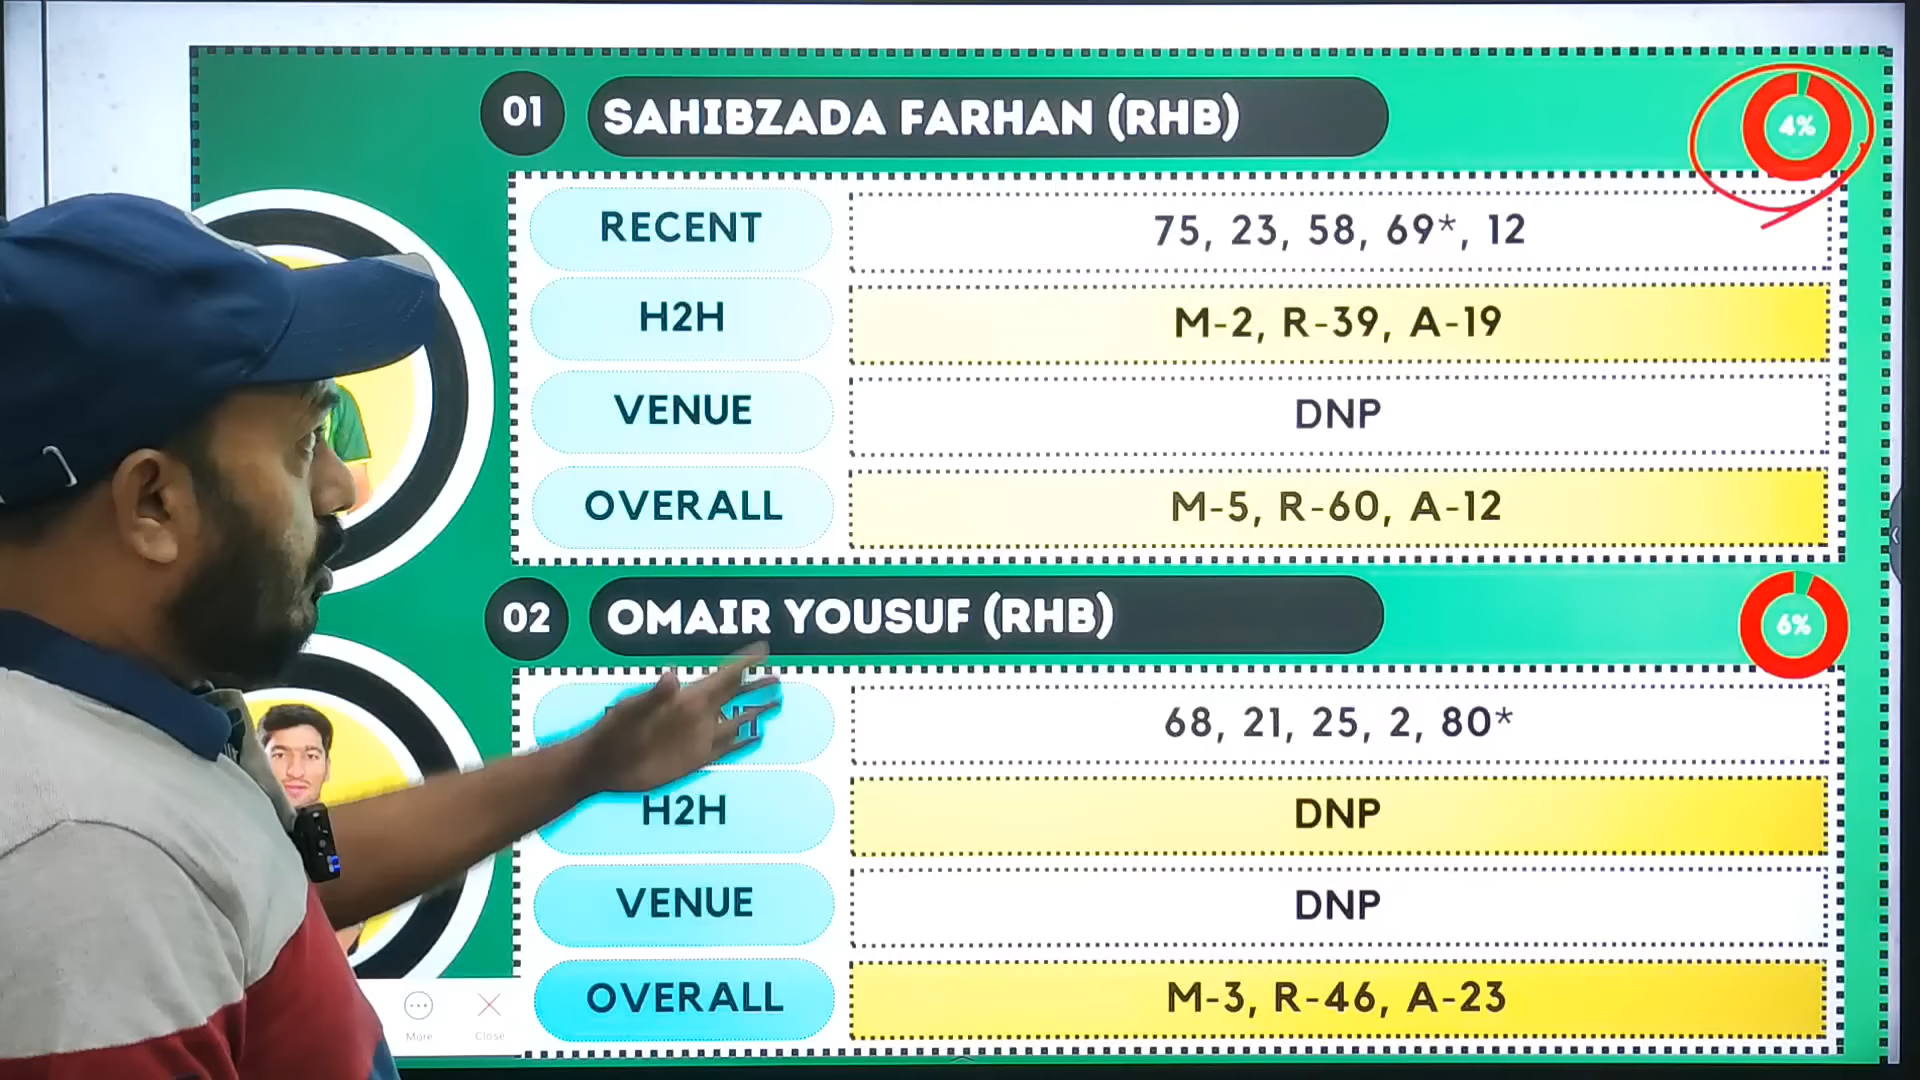 01
SAHIBZADA FARHAN (RHB)
4%
RECENT
75, 23, 58, 69*, 12
H2H
M-2, R-39, A-19
VENUE
DNP
OVERALL
M-5, R-60, A-12
02
OMAIR YOUSUF (RHB)
6%
68, 21, 25, 2, 80*
H2H
DNP
VENUE
DNP
OVERALL
M-3, R-46, A-23
More
Close